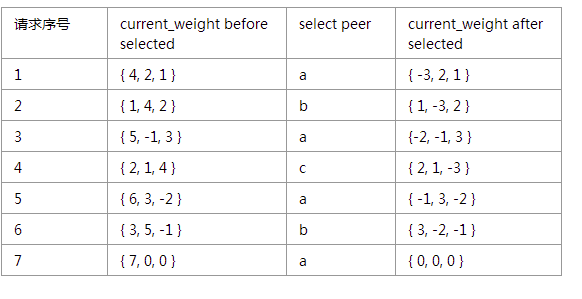 请求序号 current_weight before selected select peer current_weight after selected
1 { 4, 2, 1 } a { -3, 2, 1 }
2 { 1, 4, 2 } b { 1, -3, 2 }
3 { 5, -1, 3 } a {-2, -1, 3 }
4 { 2, 1, 4 } c { 2, 1, -3 }
5 { 6, 3, -2 } a { -1, 3, -2 }
6 { 3, 5, -1 } b { 3, -2, -1 }
7 { 7, 0, 0 } a { 0, 0, 0 }